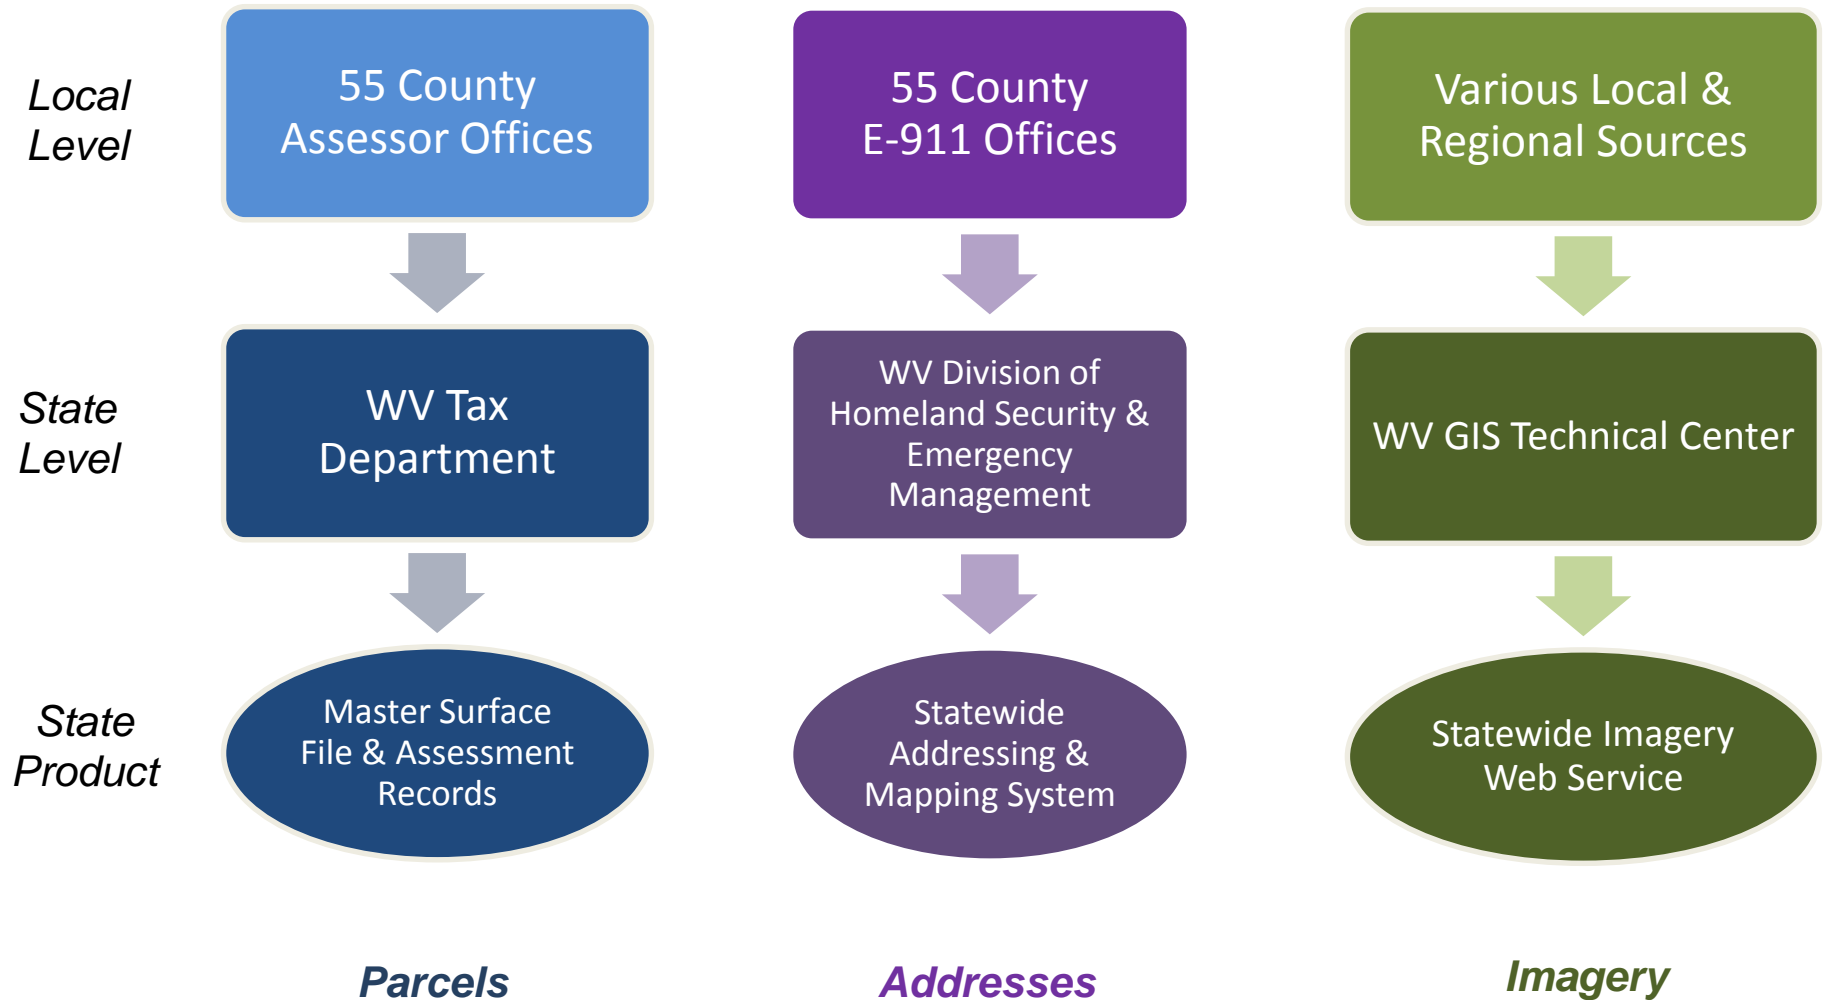 Local
Level
55 County
Assessor Offices
55 County
E-911 Offices
Various Local &
Regional Sources
State
Level
WV Tax
Department
WV Division of
Homeland Security &
Emergency
Management
WV GIS Technical Center
State
Product
Master Surface
File & Assessment
Records
Statewide
Addressing &
Mapping System
Statewide Imagery
Web Service
Parcels
Addresses
Imagery